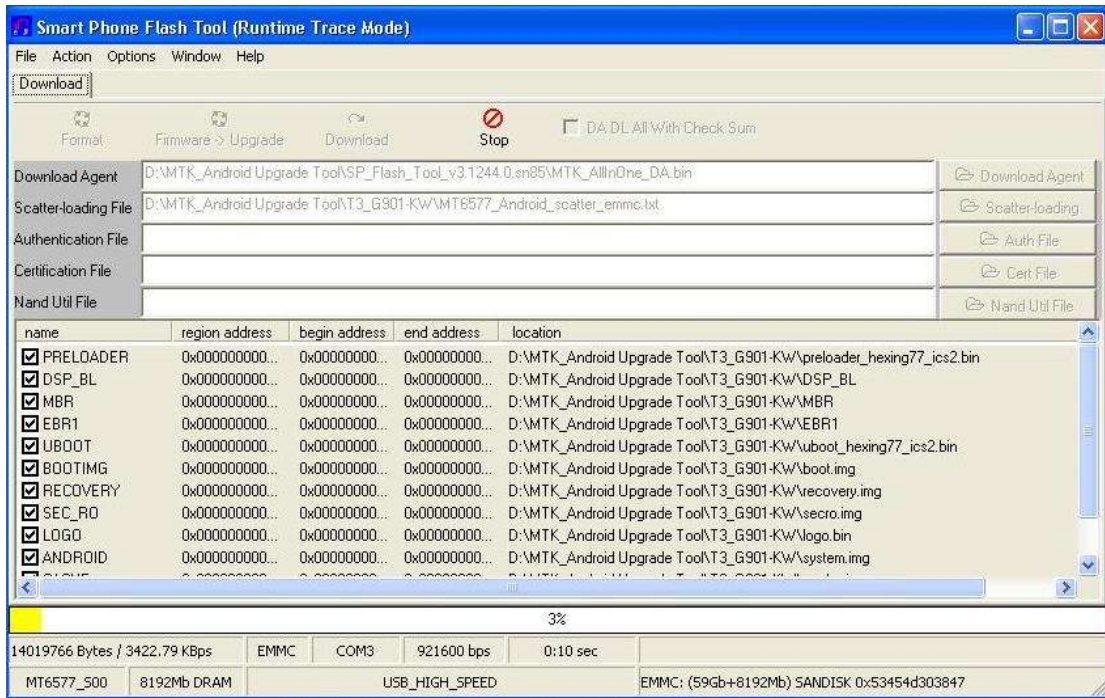 Smart Phone Flash Tool (Runtime Trace Mode)
File Action Options Window Help
Download
Format Firmware -> Upgrade Download Stop DA DL All With Check Sum
Download Agent D:\MTK_Android Upgrade Tool\SP_Flash_Tool_v3.1244.0.sn85\MTK_AllInOne_DA.bin Download Agent
Scatter-loading File D:\MTK_Android Upgrade Tool\T3_G901-KW\MT6577_Android_scatter_emmc.txt Scatter-loading
Authentication File Auth File
Certification File Cert File
Nand Util File Nand Util File
name region address begin address end address location
PRELOADER 0x000000000... 0x00000000... 0x00000000... D:\MTK_Android Upgrade Tool\T3_G901-KW\preloader_hexing77_ics2.bin
DSP_BL 0x000000000... 0x00000000... 0x00000000... D:\MTK_Android Upgrade Tool\T3_G901-KW\DSP_BL
MBR 0x000000000... 0x00000000... 0x00000000... D:\MTK_Android Upgrade Tool\T3_G901-KW\MBR
EBR1 0x000000000... 0x00000000... 0x00000000... D:\MTK_Android Upgrade Tool\T3_G901-KW\EBR1
UBOOT 0x000000000... 0x00000000... 0x00000000... D:\MTK_Android Upgrade Tool\T3_G901-KW\uboot_hexing77_ics2.bin
BOOTIMG 0x000000000... 0x00000000... 0x00000000... D:\MTK_Android Upgrade Tool\T3_G901-KW\boot.img
RECOVERY 0x000000000... 0x00000000... 0x00000000... D:\MTK_Android Upgrade Tool\T3_G901-KW\recovery.img
SEC_RO 0x000000000... 0x00000000... 0x00000000... D:\MTK_Android Upgrade Tool\T3_G901-KW\secro.img
LOGO 0x000000000... 0x00000000... 0x00000000... D:\MTK_Android Upgrade Tool\T3_G901-KW\logo.bin
ANDROID 0x000000000... 0x00000000... 0x00000000... D:\MTK_Android Upgrade Tool\T3_G901-KW\system.img
3%
14019766 Bytes / 3422.79 KBps EMMC COM3 921600 bps 0:10 sec
MT6577_S00 8192Mb DRAM USB_HIGH_SPEED EMMC: (59Gb+8192Mb) SANDISK 0x53454d303847